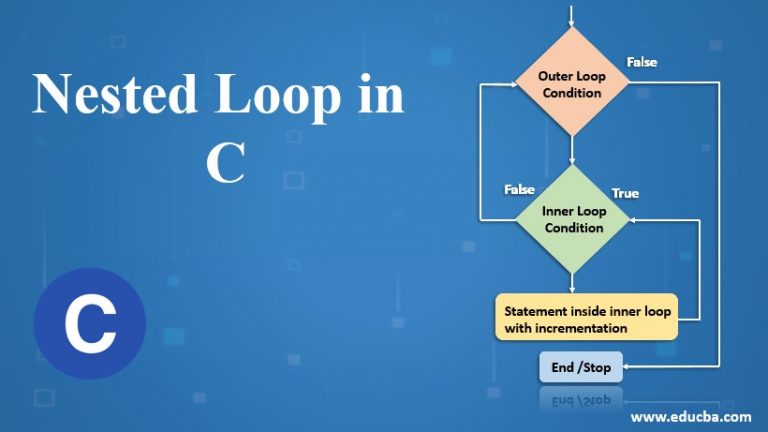 Nested Loop in
C
C
Outer Loop
Condition
False
False
True
Inner Loop
Condition
Statement inside inner loop
with incrementation
End /Stop
www.educba.com